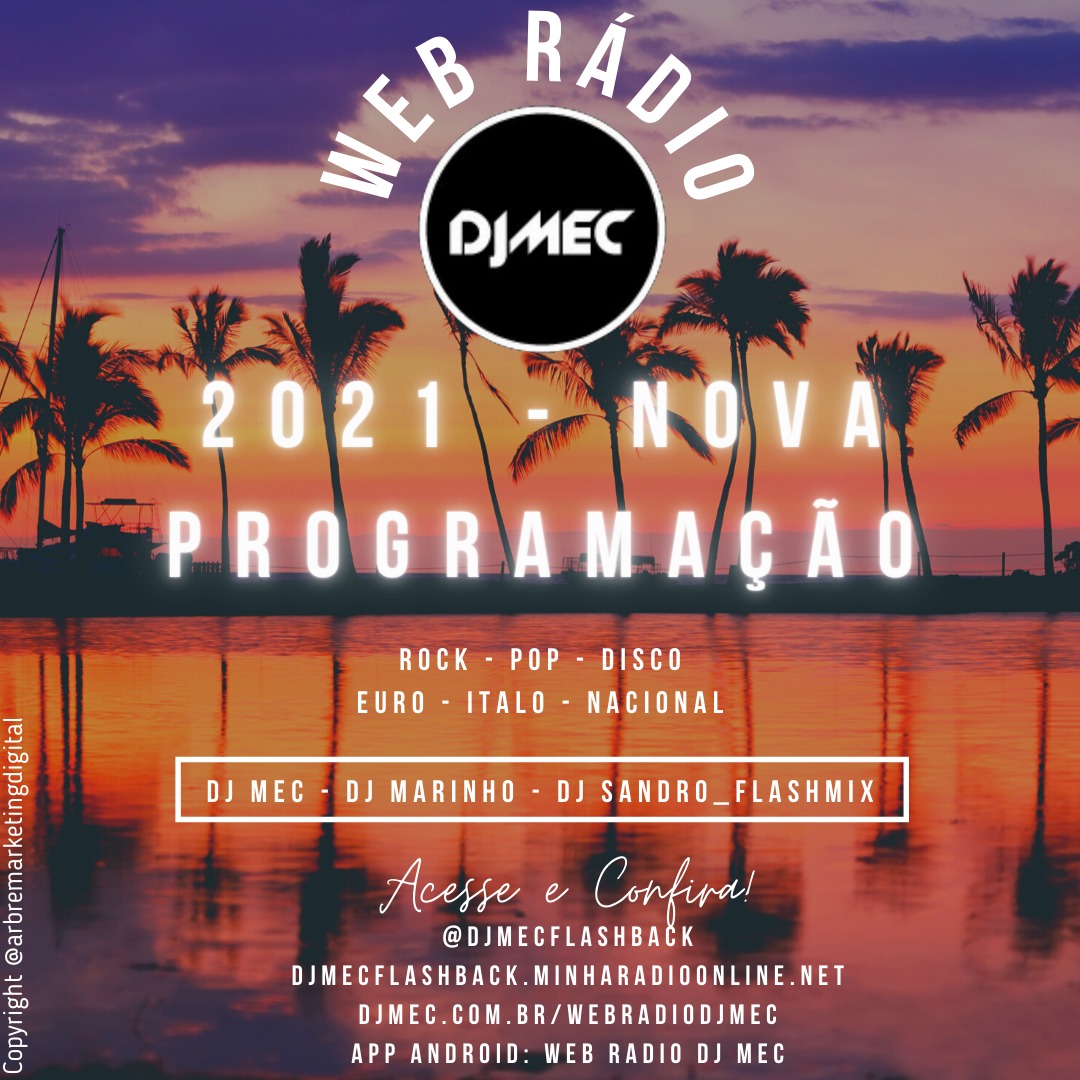 WEB RÁDIO
DJMEC
2021 - NOVA
PROGRAMAÇÃO
ROCK - POP - DISCO
EURO - ITALO - NACIONAL
DJ MEC - DJ MARINHO - DJ SANDRO_FLASHMIX
Acesse e Confira!
@DJMECFLASHBACK
DJMECFLASHBACK.MINHARADIOONLINE.NET
DJMEC.COM.BR/WEBRADIODJMEC
APP ANDROID: WEB RADIO DJ MEC
Copyright @arbremarketingdigital